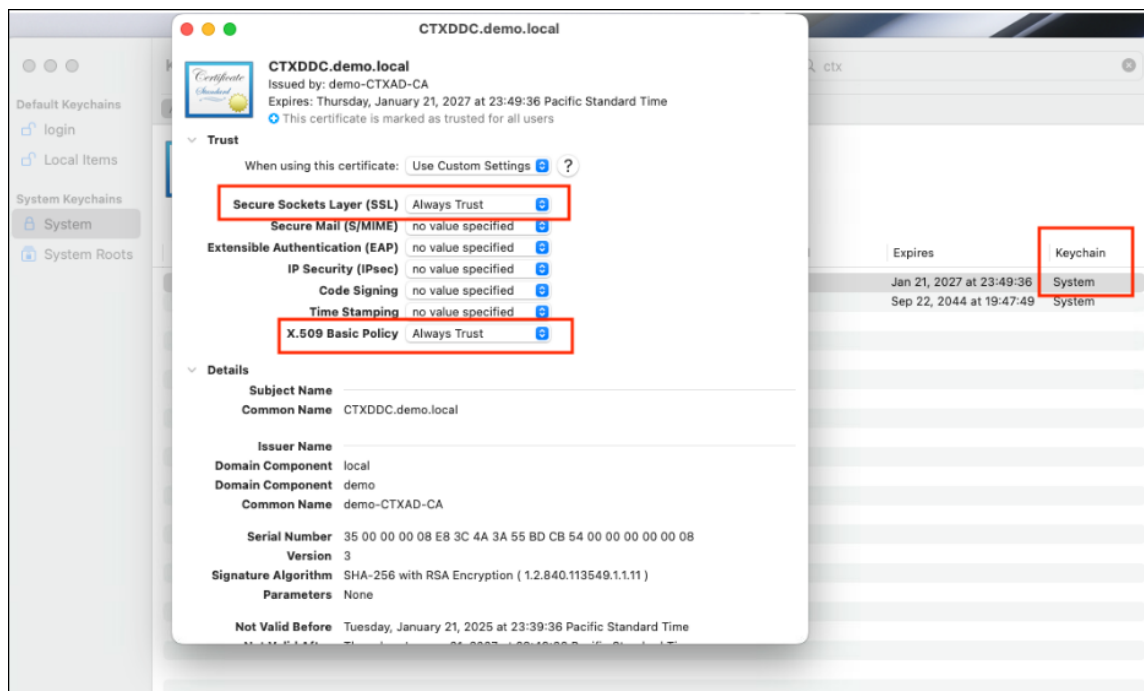 CTXDDC.demo.local
ctx
Default Keychains
login
Local Items
System Keychains
System
System Roots
Certificate
Standard
CTXDDC.demo.local
Issued by: demo-CTXAD-CA
Expires: Thursday, January 21, 2027 at 23:49:36 Pacific Standard Time
This certificate is marked as trusted for all users
Trust
When using this certificate: Use Custom Settings ?
Secure Sockets Layer (SSL) Always Trust
Secure Mail (S/MIME) no value specified
Extensible Authentication (EAP) no value specified
IP Security (IPsec) no value specified
Code Signing no value specified
Time Stamping no value specified
X.509 Basic Policy Always Trust
Details
Subject Name
Common Name CTXDDC.demo.local
Issuer Name
Domain Component local
Domain Component demo
Common Name demo-CTXAD-CA
Serial Number 35 00 00 00 08 E8 3C 4A 3A 55 BD CB 54 00 00 00 00 00 08
Version 3
Signature Algorithm SHA-256 with RSA Encryption ( 1.2.840.113549.1.1.11 )
Parameters None
Not Valid Before Tuesday, January 21, 2025 at 23:39:36 Pacific Standard Time
Expires Keychain
Jan 21, 2027 at 23:49:36 System
Sep 22, 2044 at 19:47:49 System